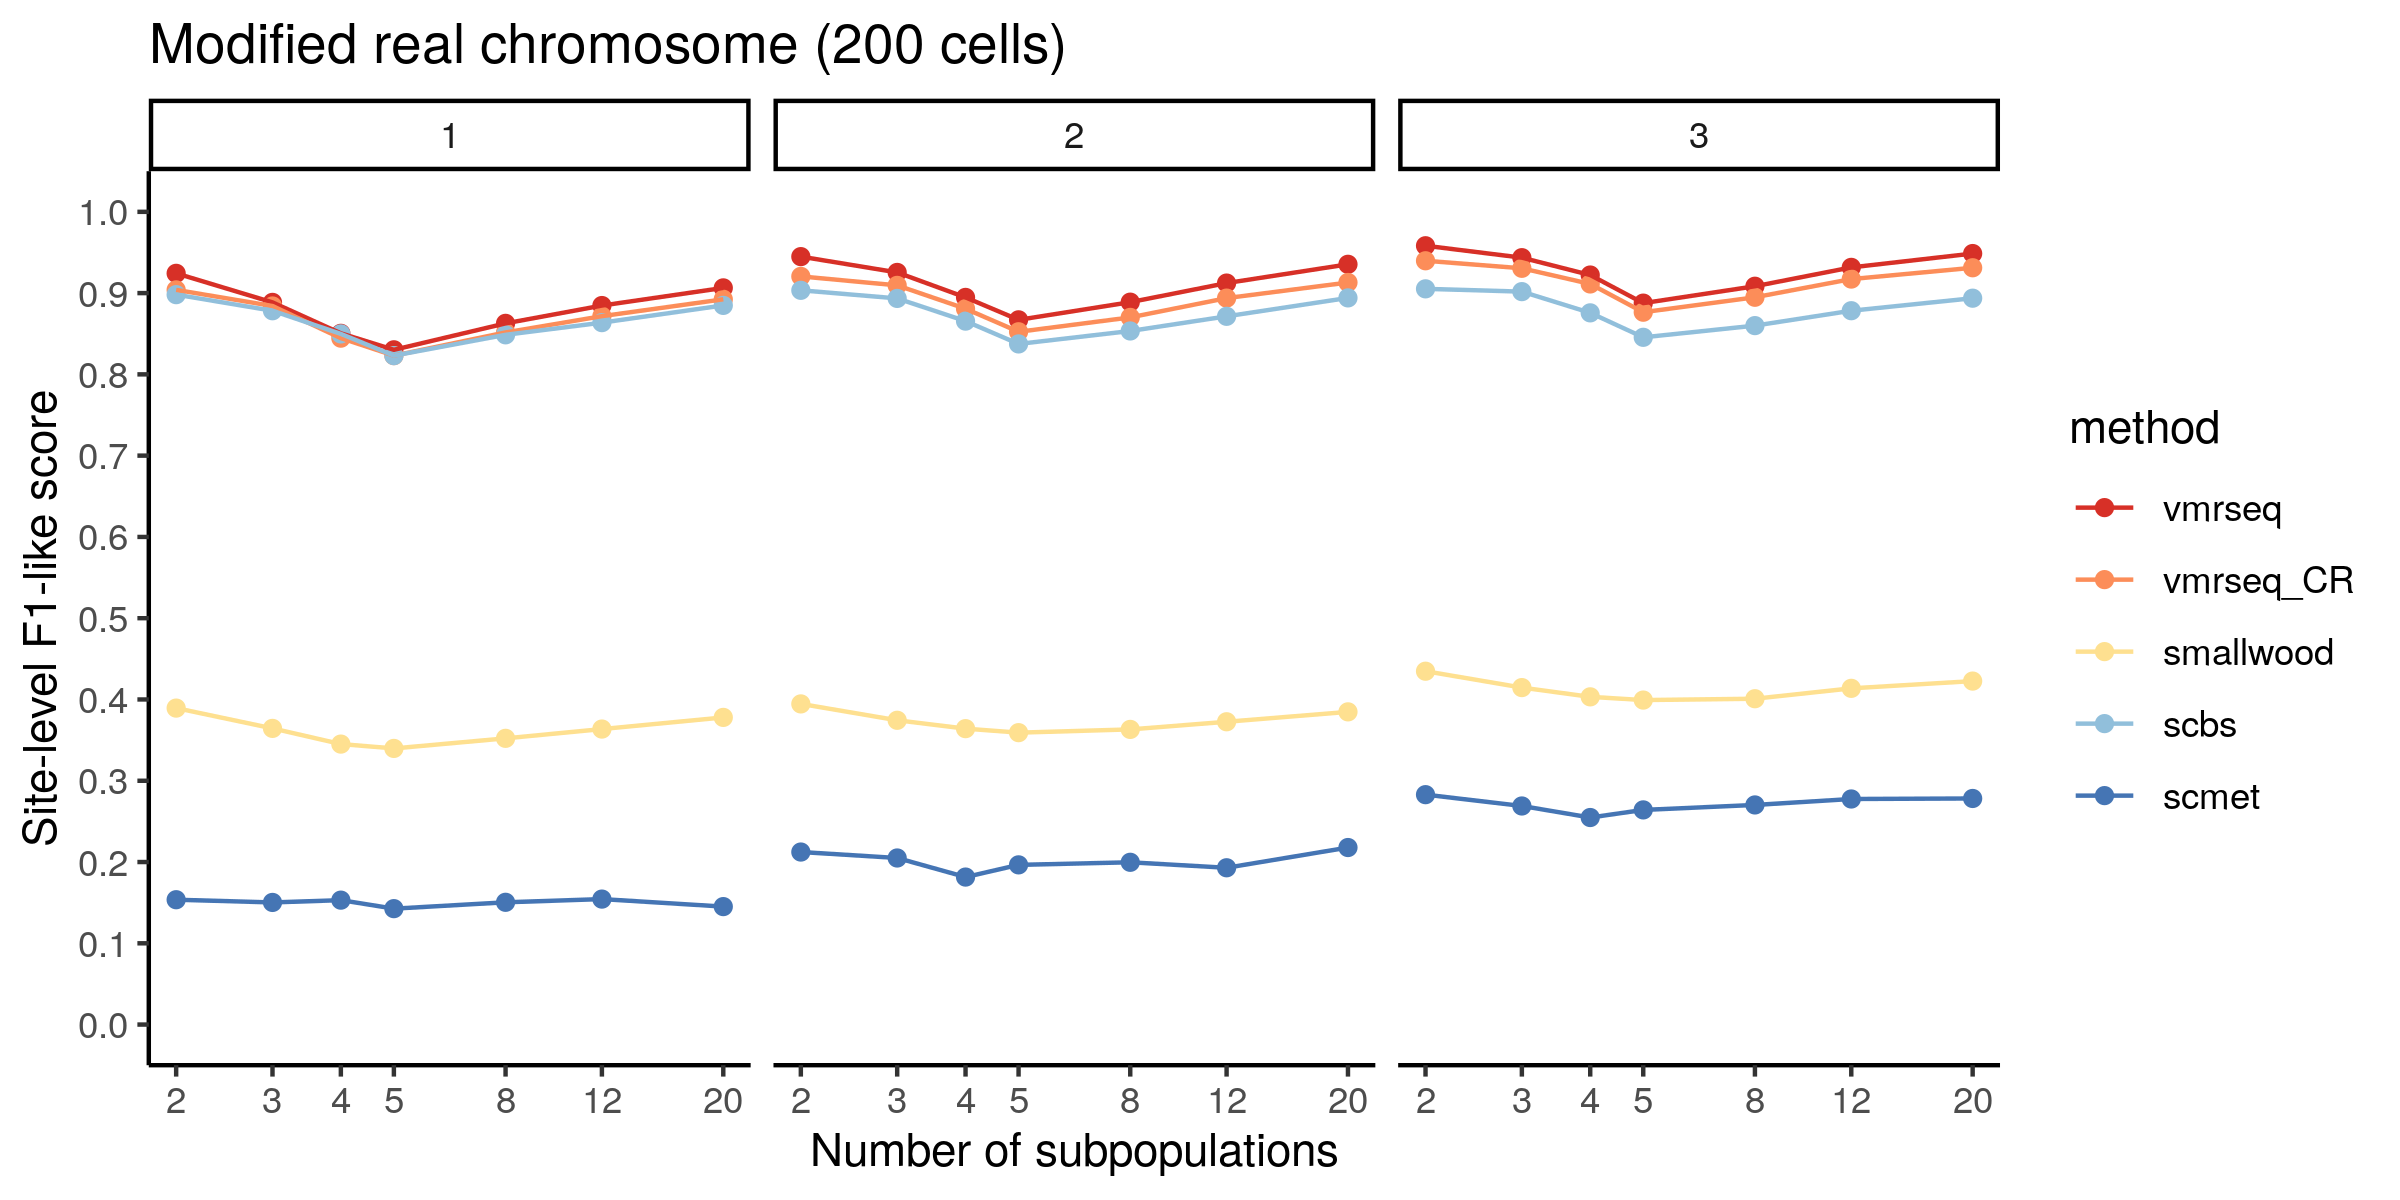 Modified real chromosome (200 cells)
1 2 3
Site-level F1-like score
1.0
0.9
0.8
0.7
0.6
0.5
0.4
0.3
0.2
0.1
0.0
2 3 4 5 8 12 20 2 3 4 5 8 12 20 2 3 4 5 8 12 20
Number of subpopulations
method
vmrseq
vmrseq_CR
smallwood
scbs
scmet